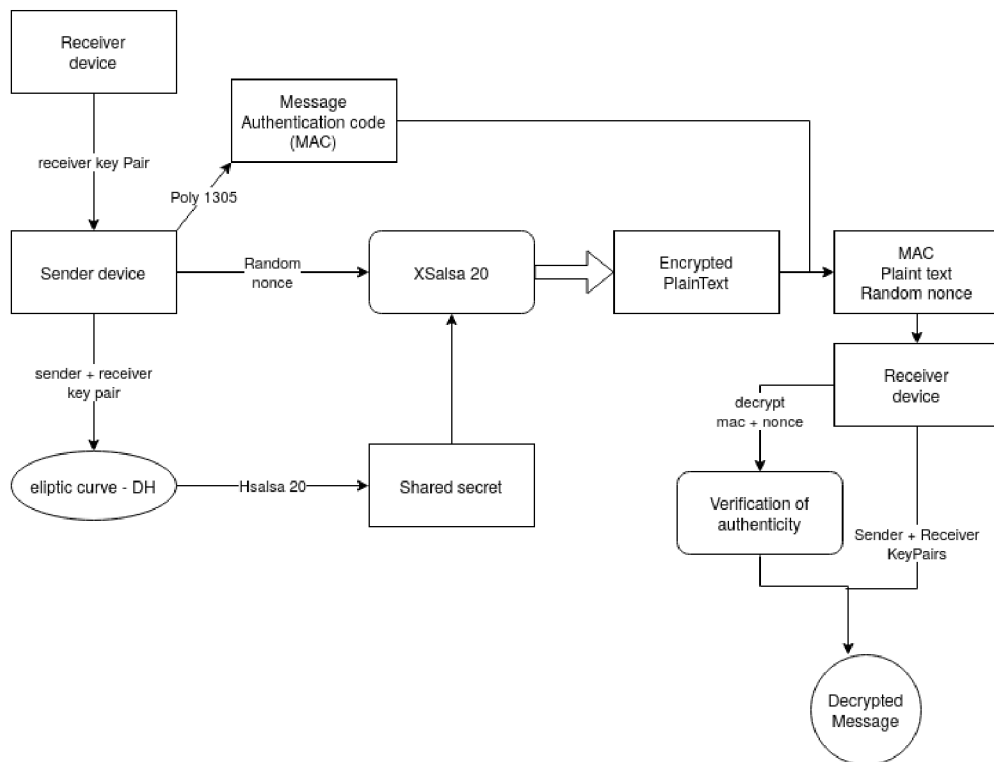 Receiver
device
receiver key Pair
Message
Authentication code
(MAC)
Poly 1305
Sender device
Random
nonce
XSalsa 20
Encrypted
PlainText
MAC
Plaint text
Random nonce
sender + receiver
key pair
Receiver
device
decrypt
mac + nonce
eliptic curve - DH
Hsalsa 20
Shared secret
Verification of
authenticity
Sender + Receiver
KeyPairs
Decrypted
Message